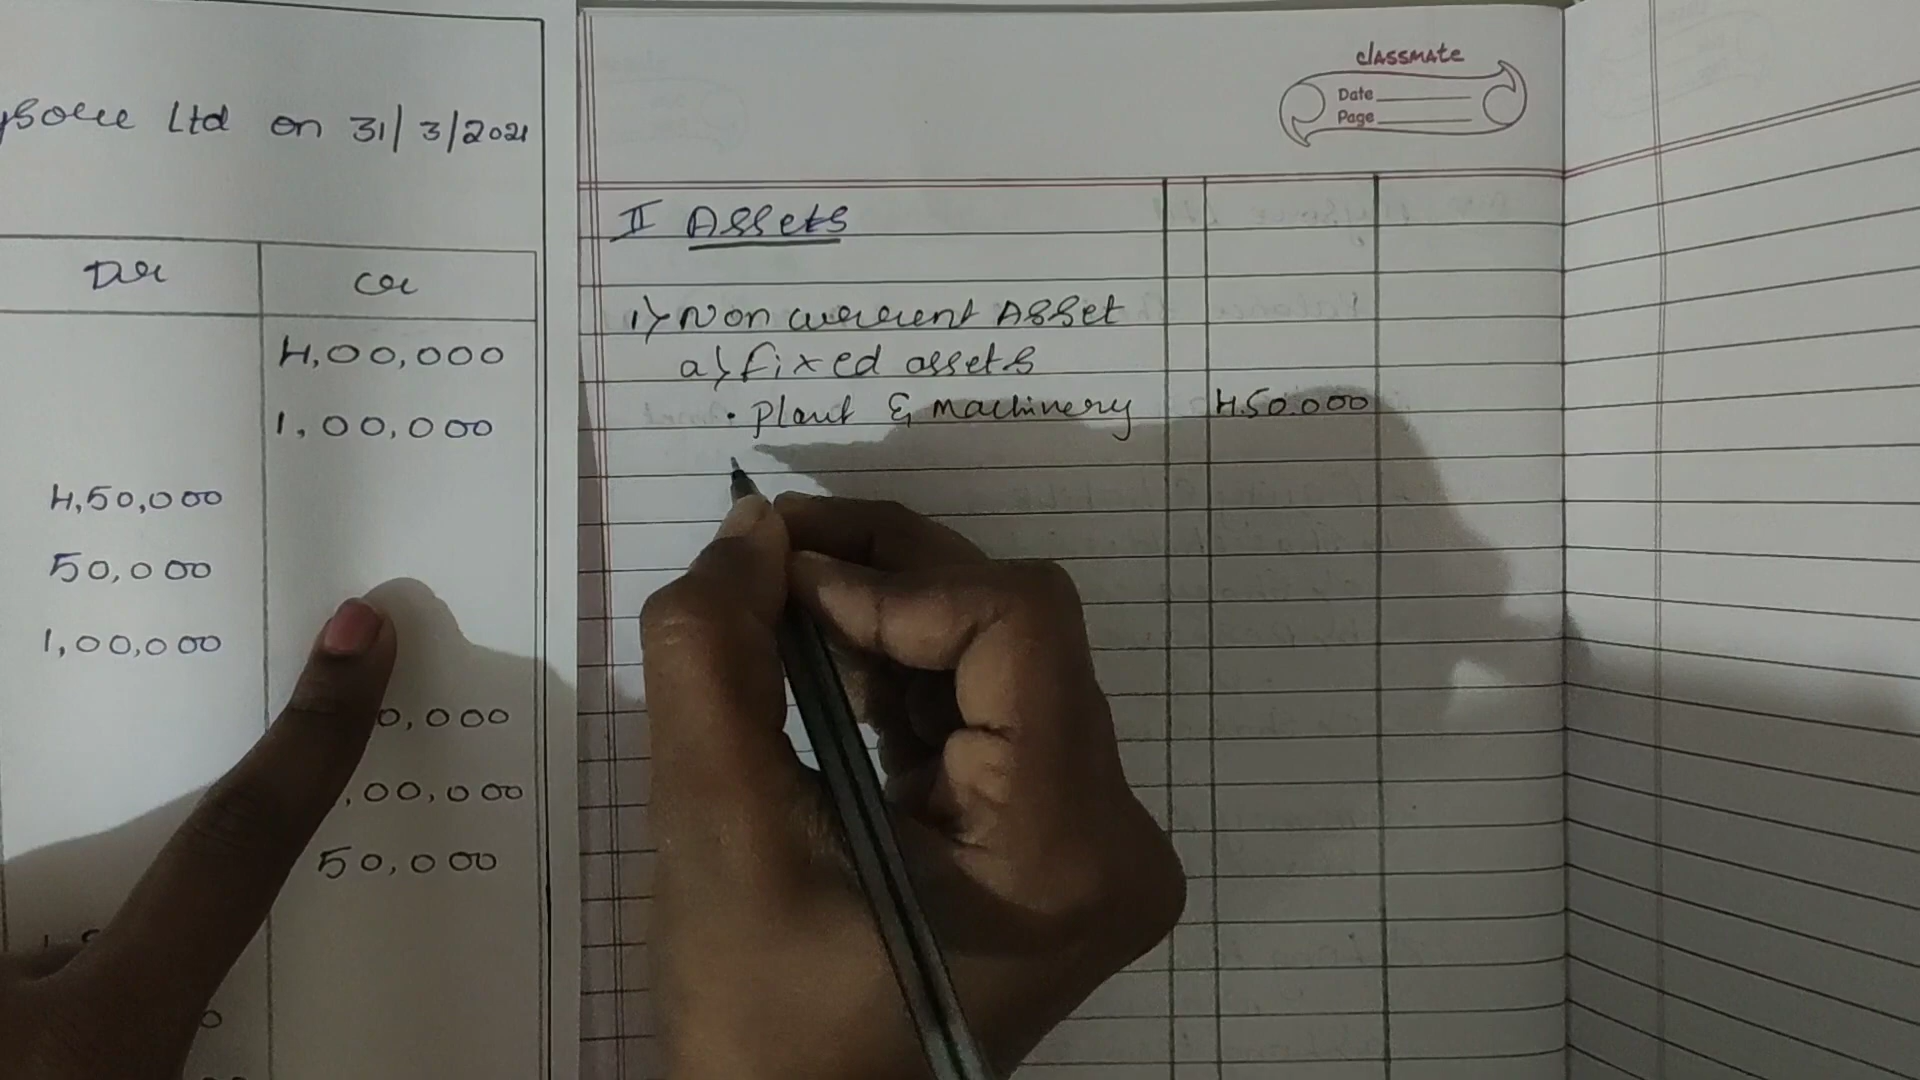 Ltd on 31/3/2021
Dr Cr
4,00,000
1,00,000
4,50,000
50,000
1,00,000
0,000
,00,000
50,000
classmate
Date
Page
II Assets
1) Non current Asset
a) fixed assets
• plant & machinery 4,50,000